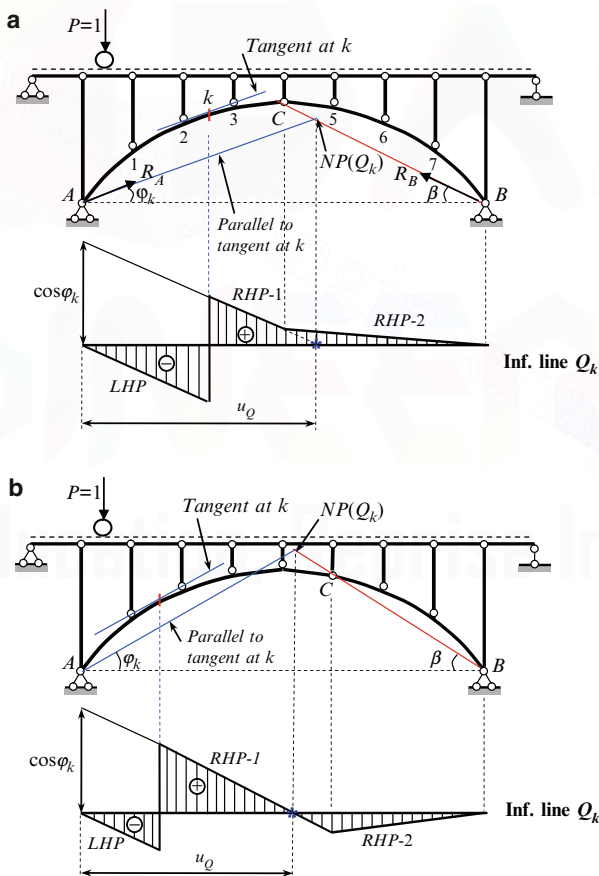 a
P=1
Tangent at k
k
1
2
3
C
5
6
7
NP(Q_k)
A
R_A
φ_k
R_B
β
B
Parallel to
tangent at k
cosφ_k
RHP-1
RHP-2
LHP
Inf. line Q_k
u_Q
b
P=1
Tangent at k
NP(Q_k)
C
Parallel to
tangent at k
A
φ_k
β
B
cosφ_k
RHP-1
RHP-2
LHP
Inf. line Q_k
u_Q